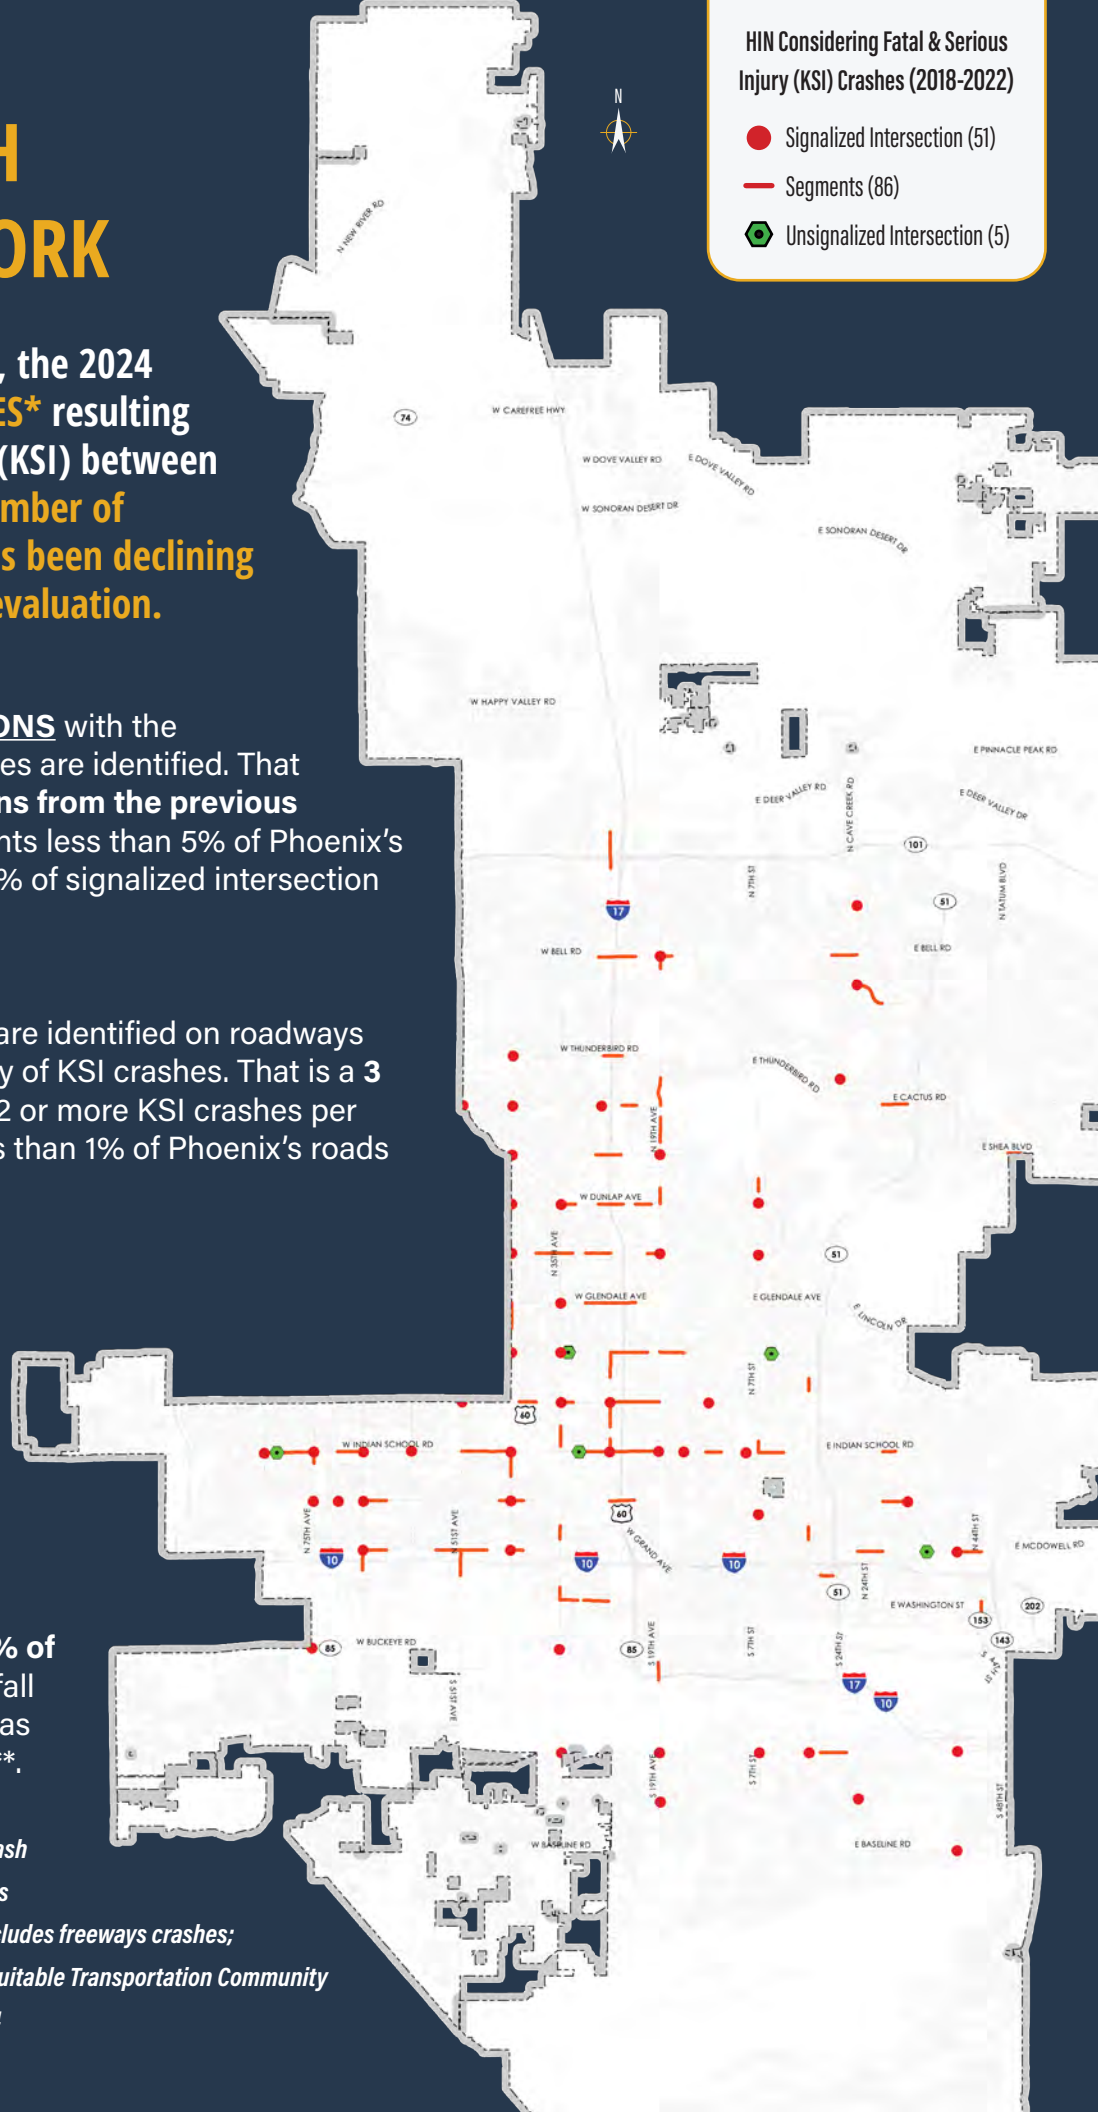 H
ORK
, the 2024
ES* resulting
(KSI) between
mber of
s been declining
evaluation.
ONS with the
es are identified. That
ns from the previous
nts less than 5% of Phoenix's
% of signalized intersection
are identified on roadways
y of KSI crashes. That is a 3
2 or more KSI crashes per
s than 1% of Phoenix's roads
% of
fall
as
*.
ash
s
cludes freeways crashes;
uitable Transportation Community
HIN Considering Fatal & Serious
Injury (KSI) Crashes (2018-2022)
Signalized Intersection (51)
Segments (86)
Unsignalized Intersection (5)
N
N NEW RIVER RD
74
W CAREFREE HWY
W DOVE VALLEY RD
E DOVE VALLEY RD
W SONORAN DESERT DR
E SONORAN DESERT DR
W HAPPY VALLEY RD
E PINNACLE PEAK RD
E DEER VALLEY RD
N CAVE CREEK RD
E DEER VALLEY DR
101
N 7TH ST
N TATUM BLVD
17
51
W BELL RD
E BELL RD
W THUNDERBIRD RD
E THUNDERBIRD RD
E CACTUS RD
N 19TH AVE
E SHEA BLVD
W DUNLAP AVE
N 35TH AVE
51
W GLENDALE AVE
E GLENDALE AVE
E LINCOLN DR
N 7TH ST
60
W INDIAN SCHOOL RD
E INDIAN SCHOOL RD
N 75TH AVE
N 51ST AVE
60
W GRAND AVE
N 44TH ST
E MCDOWELL RD
10
10
10
51
N 24TH ST
E WASHINGTON ST
202
153
143
85
W BUCKEYE RD
85
S 19TH AVE
S 7TH ST
S 24TH ST
S 44TH ST
S 51ST AVE
17
10
S 19TH AVE
S 7TH ST
S 48TH ST
W BASELINE RD
E BASELINE RD